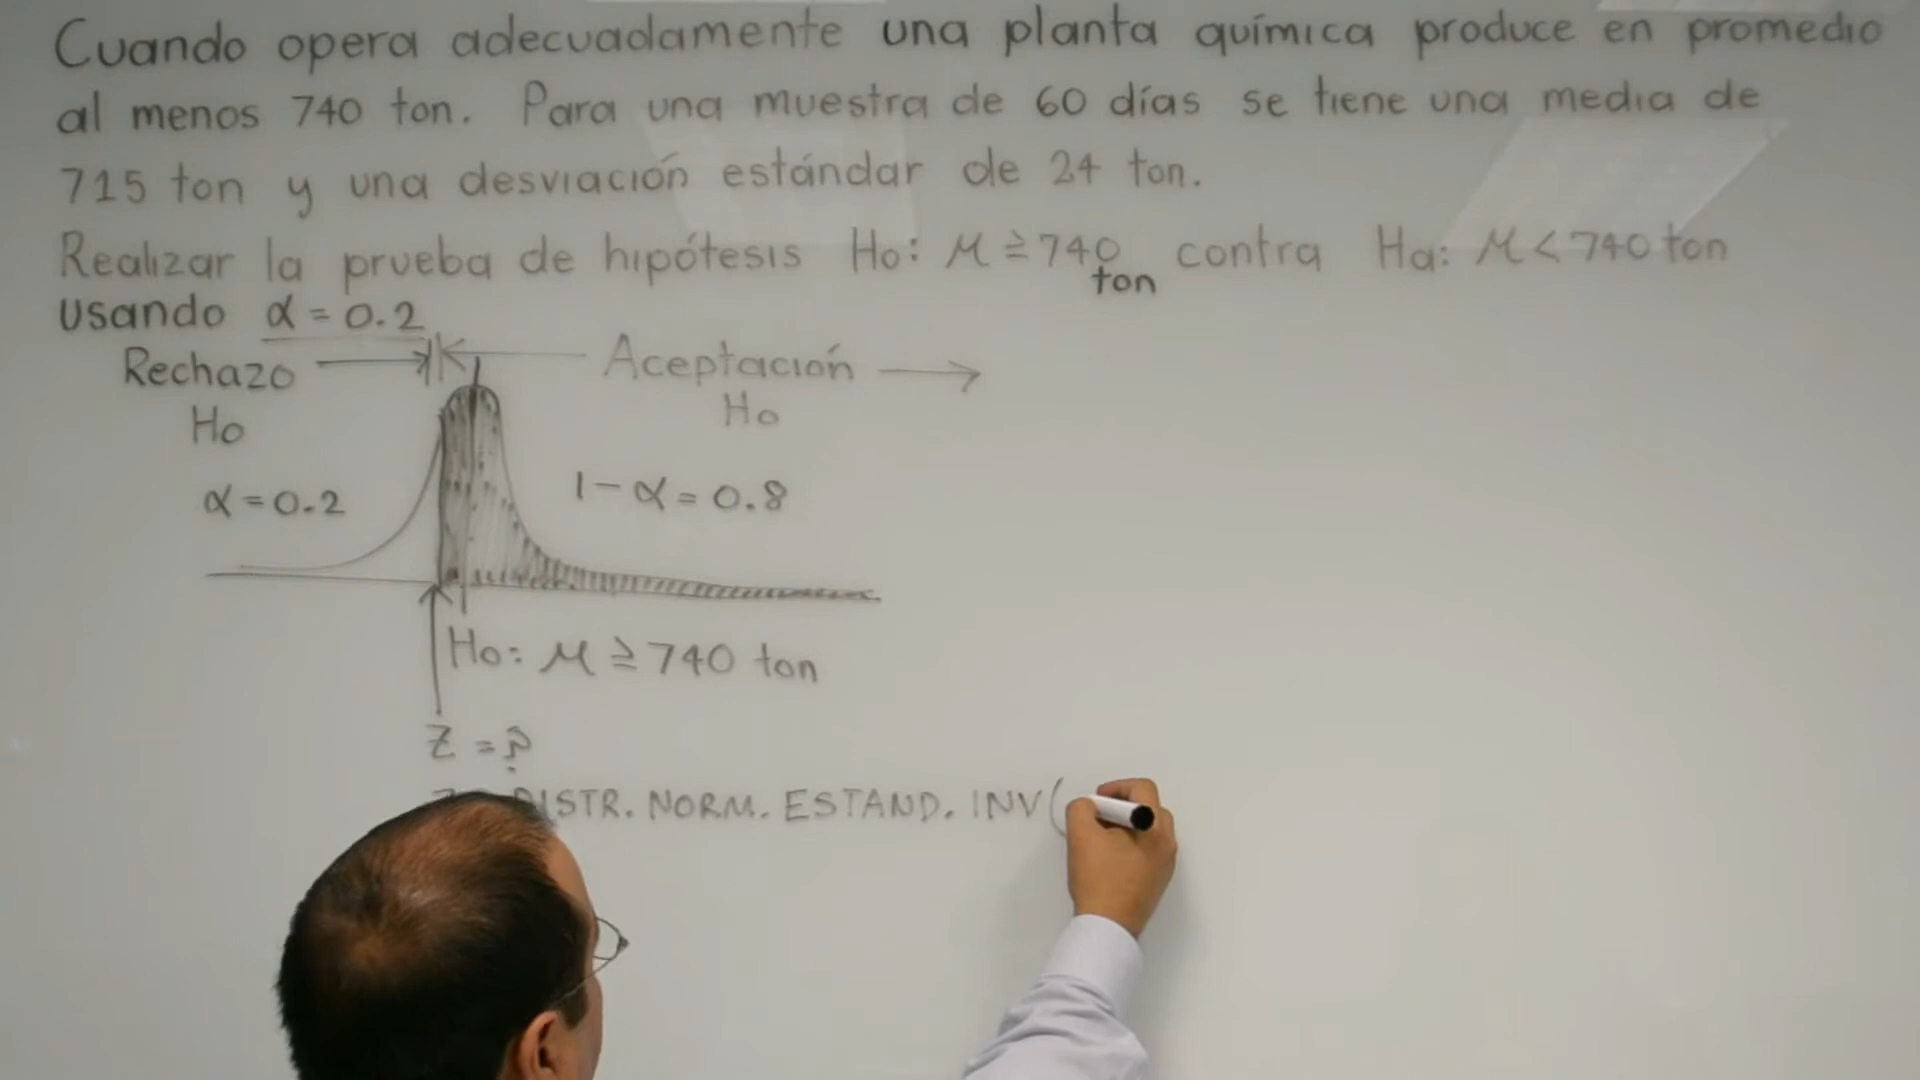 Cuando opera adecuadamente una planta química produce en promedio
al menos 740 ton. Para una muestra de 60 días se tiene una media de
715 ton y una desviación estándar de 24 ton.
Realizar la prueba de hipótesis Ho: μ ≥ 740 ton contra Ha: μ < 740 ton
usando α = 0.2
Rechazo Aceptación
Ho Ho
α = 0.2 1 - α = 0.8
Ho: μ ≥ 740 ton
Z = ?
DISTR. NORM. ESTAND. INV(